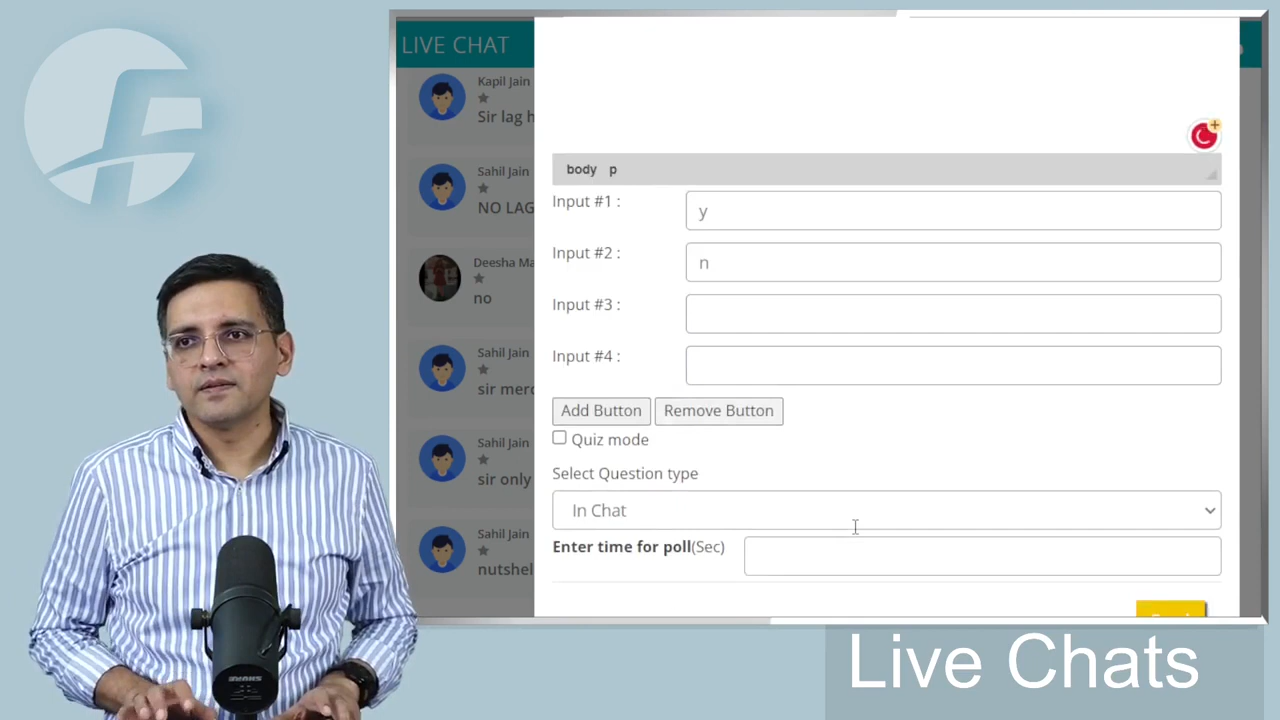 LIVE CHAT
Kapil Jain
Sir lag h
Sahil Jain
NO LAG
Deesha Ma
no
Sahil Jain
sir merc
Sahil Jain
sir only
Sahil Jain
nutshel
body p
Input #1 : y
Input #2 : n
Input #3 :
Input #4 :
Add Button Remove Button
Quiz mode
Select Question type
In Chat
Enter time for poll(Sec)
Live Chats